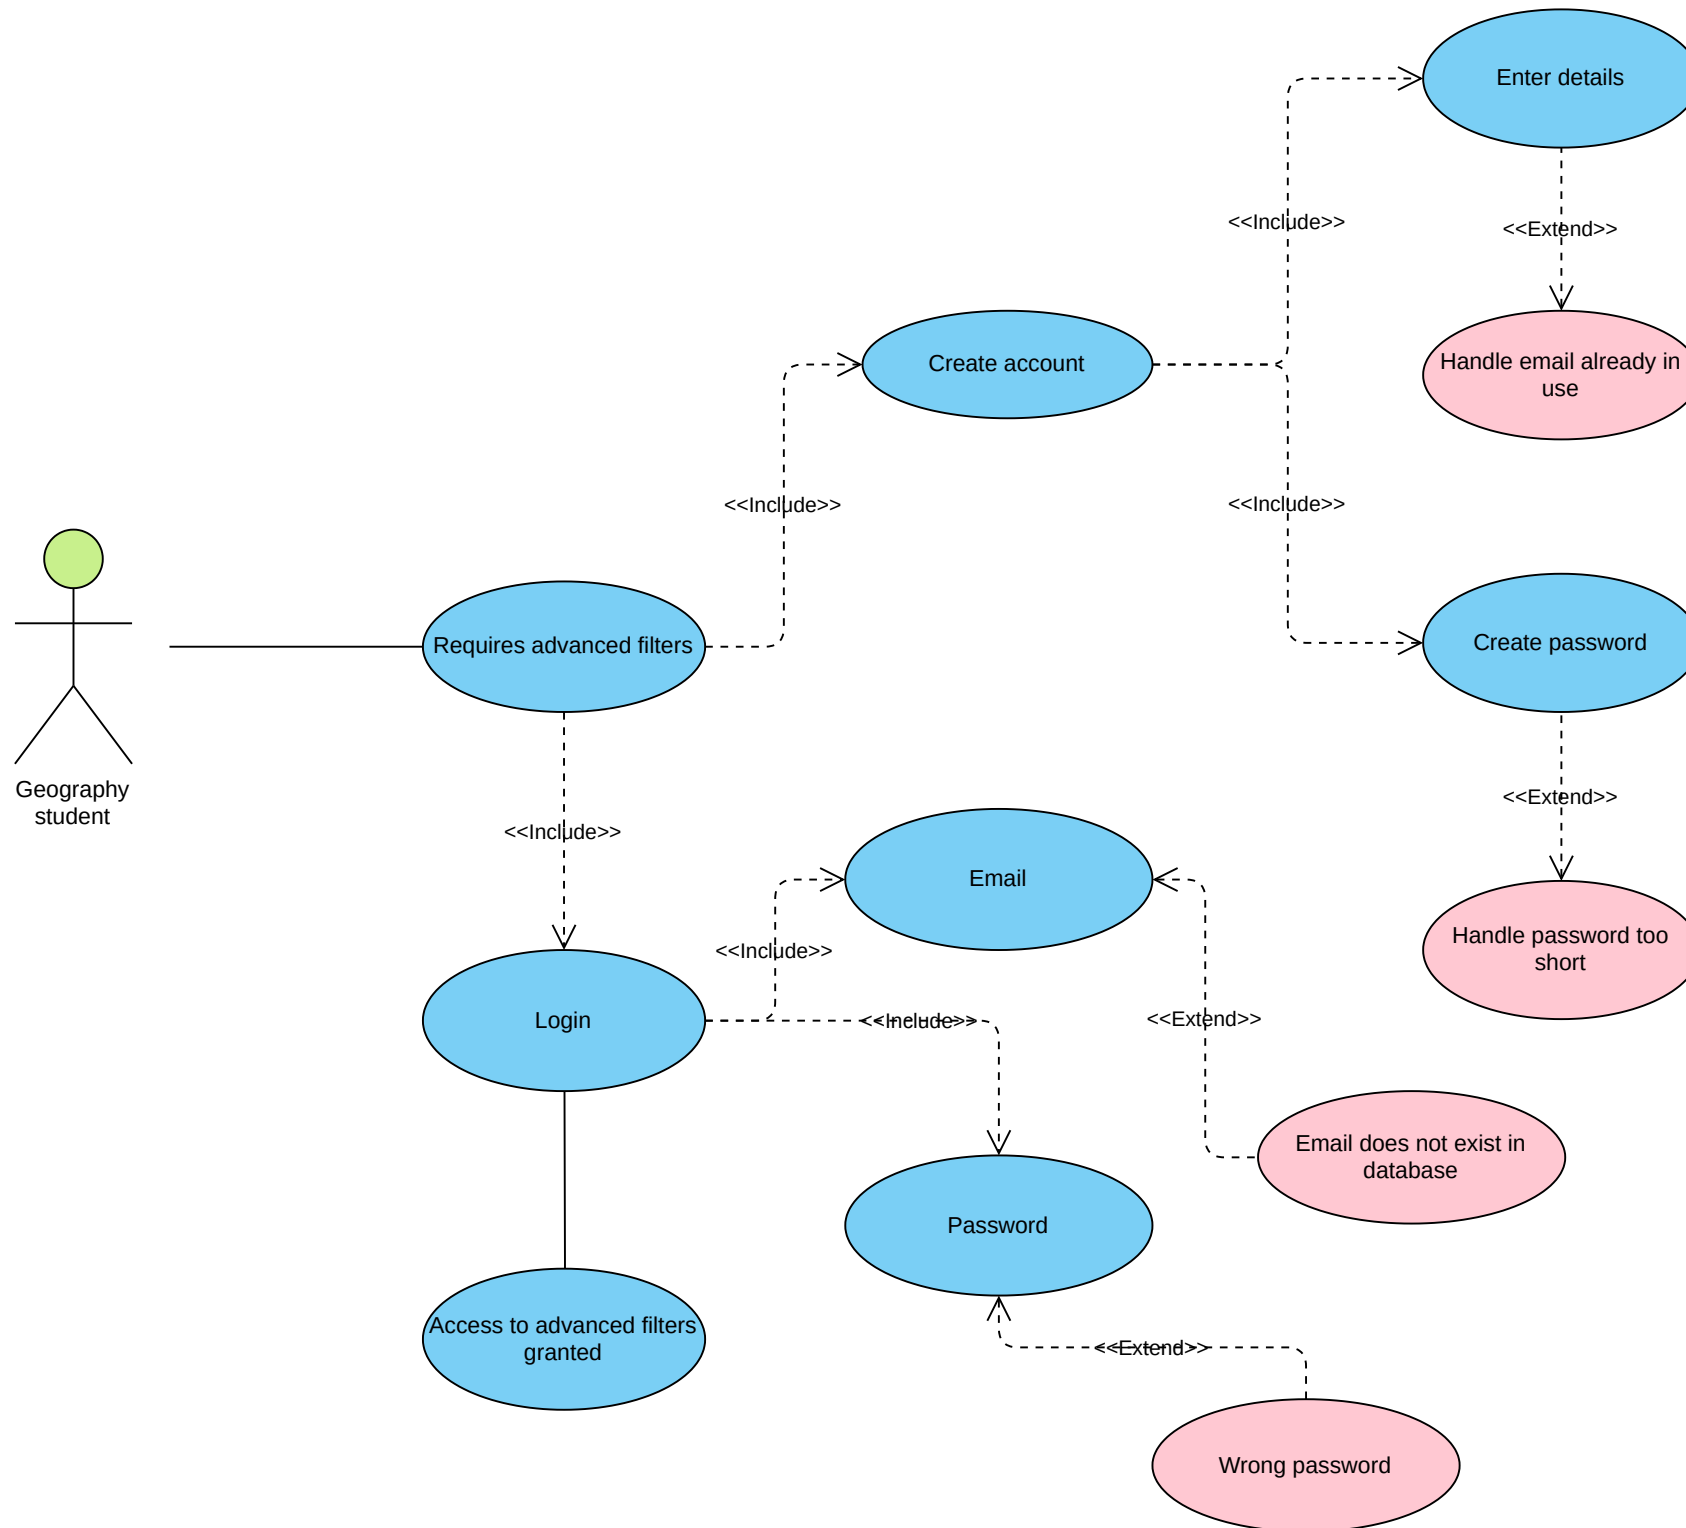 Enter details
<<Include>>
<<Extend>>
Create account
Handle email already in
use
<<Include>>
<<Include>>
Requires advanced filters
Create password
Geography
student
<<Extend>>
<<Include>>
Email
<<Include>>
Handle password too
short
Login
<<Include>>
<<Extend>>
Email does not exist in
database
Password
Access to advanced filters
granted
<<Extend>>
Wrong password